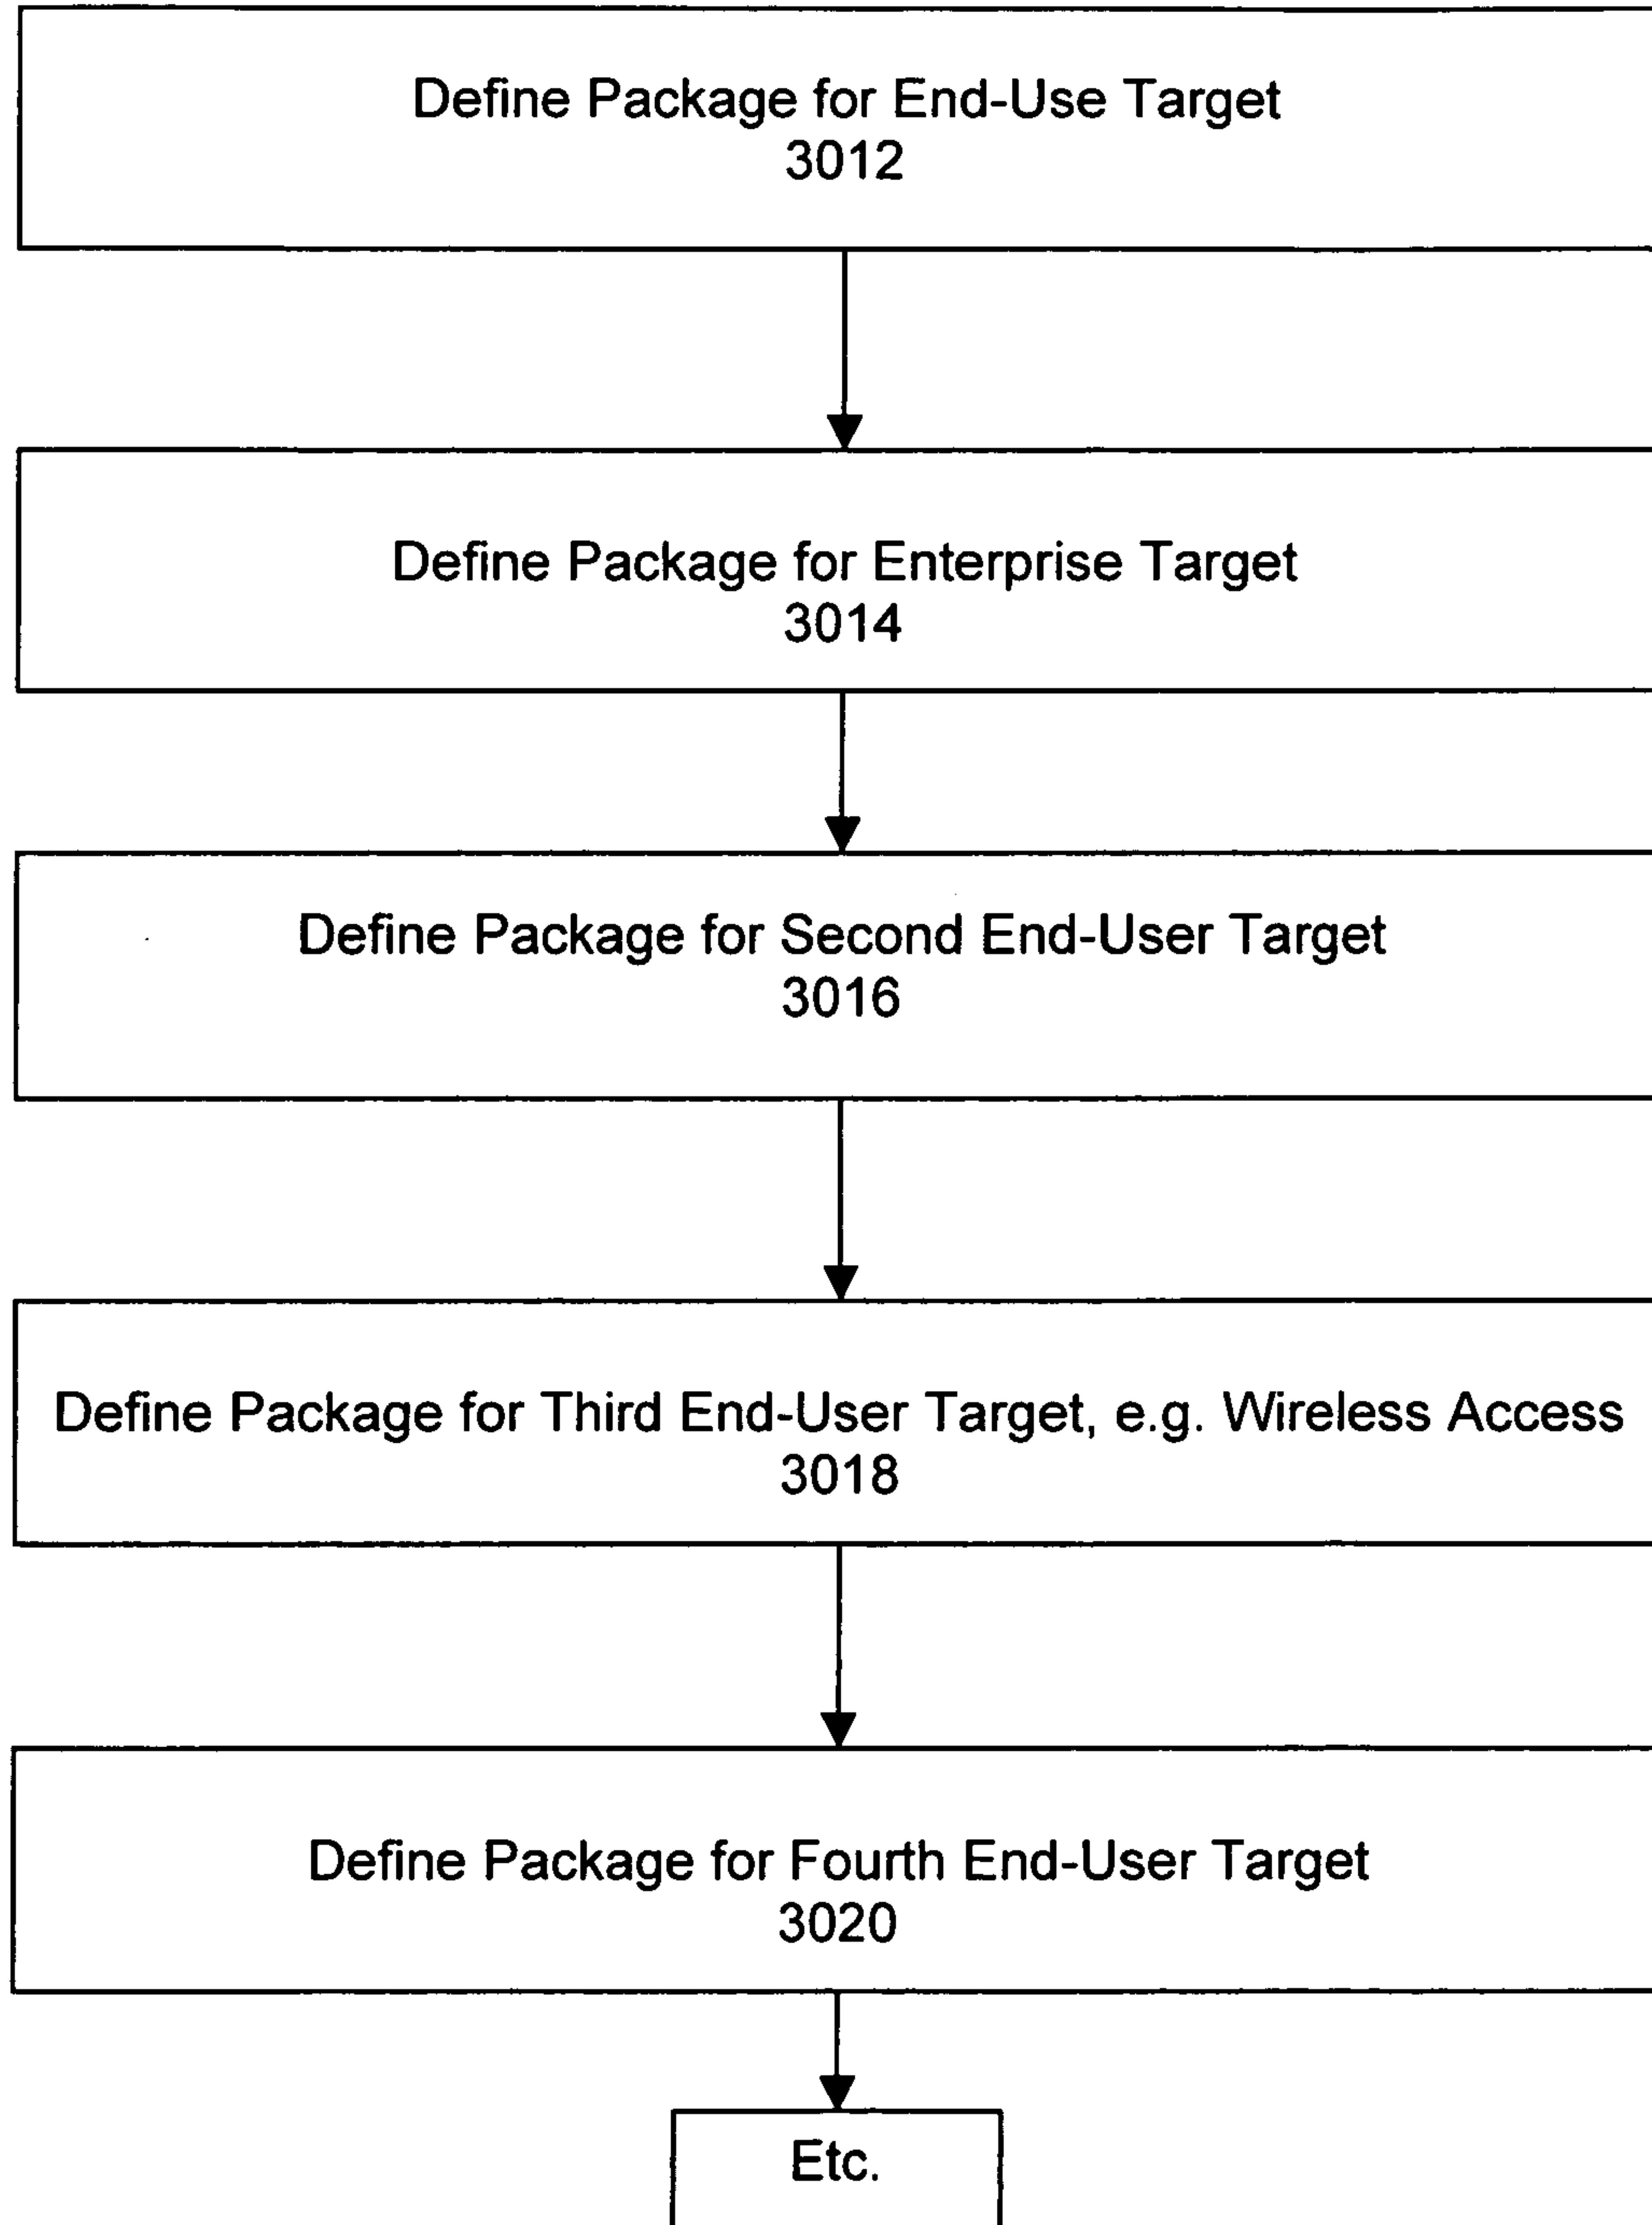 Define Package for End-Use Target
3012
Define Package for Enterprise Target
3014
Define Package for Second End-User Target
3016
Define Package for Third End-User Target, e.g. Wireless Access
3018
Define Package for Fourth End-User Target
3020
Etc.